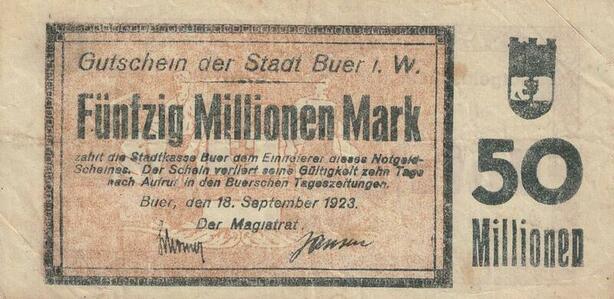 Gutschein der Stadt Buer i. W.
Fünfzig Millionen Mark
zahlt die Stadtkasse Buer dem Einlieferer dieses Notgeld-
Scheines. Der Schein verliert seine Gültigkeit zehn Tage
nach Aufruf in den Buerschen Tageszeitungen.
Buer, den 18. September 1923.
Der Magistrat.
50
Millionen